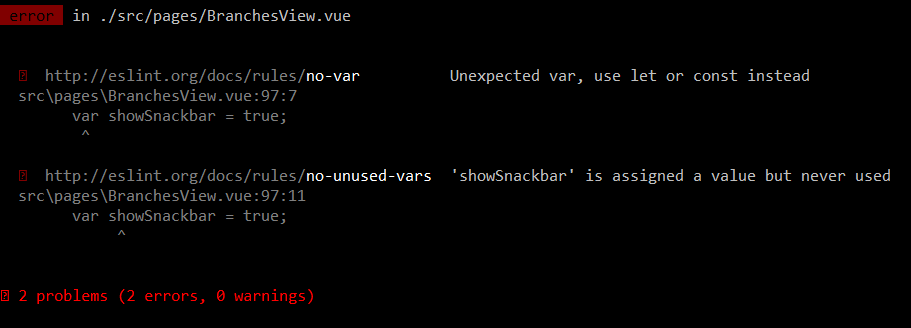 error in ./src/pages/BranchesView.vue
http://eslint.org/docs/rules/no-var Unexpected var, use let or const instead
src\pages\BranchesView.vue:97:7
var showSnackbar = true;
^
http://eslint.org/docs/rules/no-unused-vars 'showSnackbar' is assigned a value but never used
src\pages\BranchesView.vue:97:11
var showSnackbar = true;
^
2 problems (2 errors, 0 warnings)